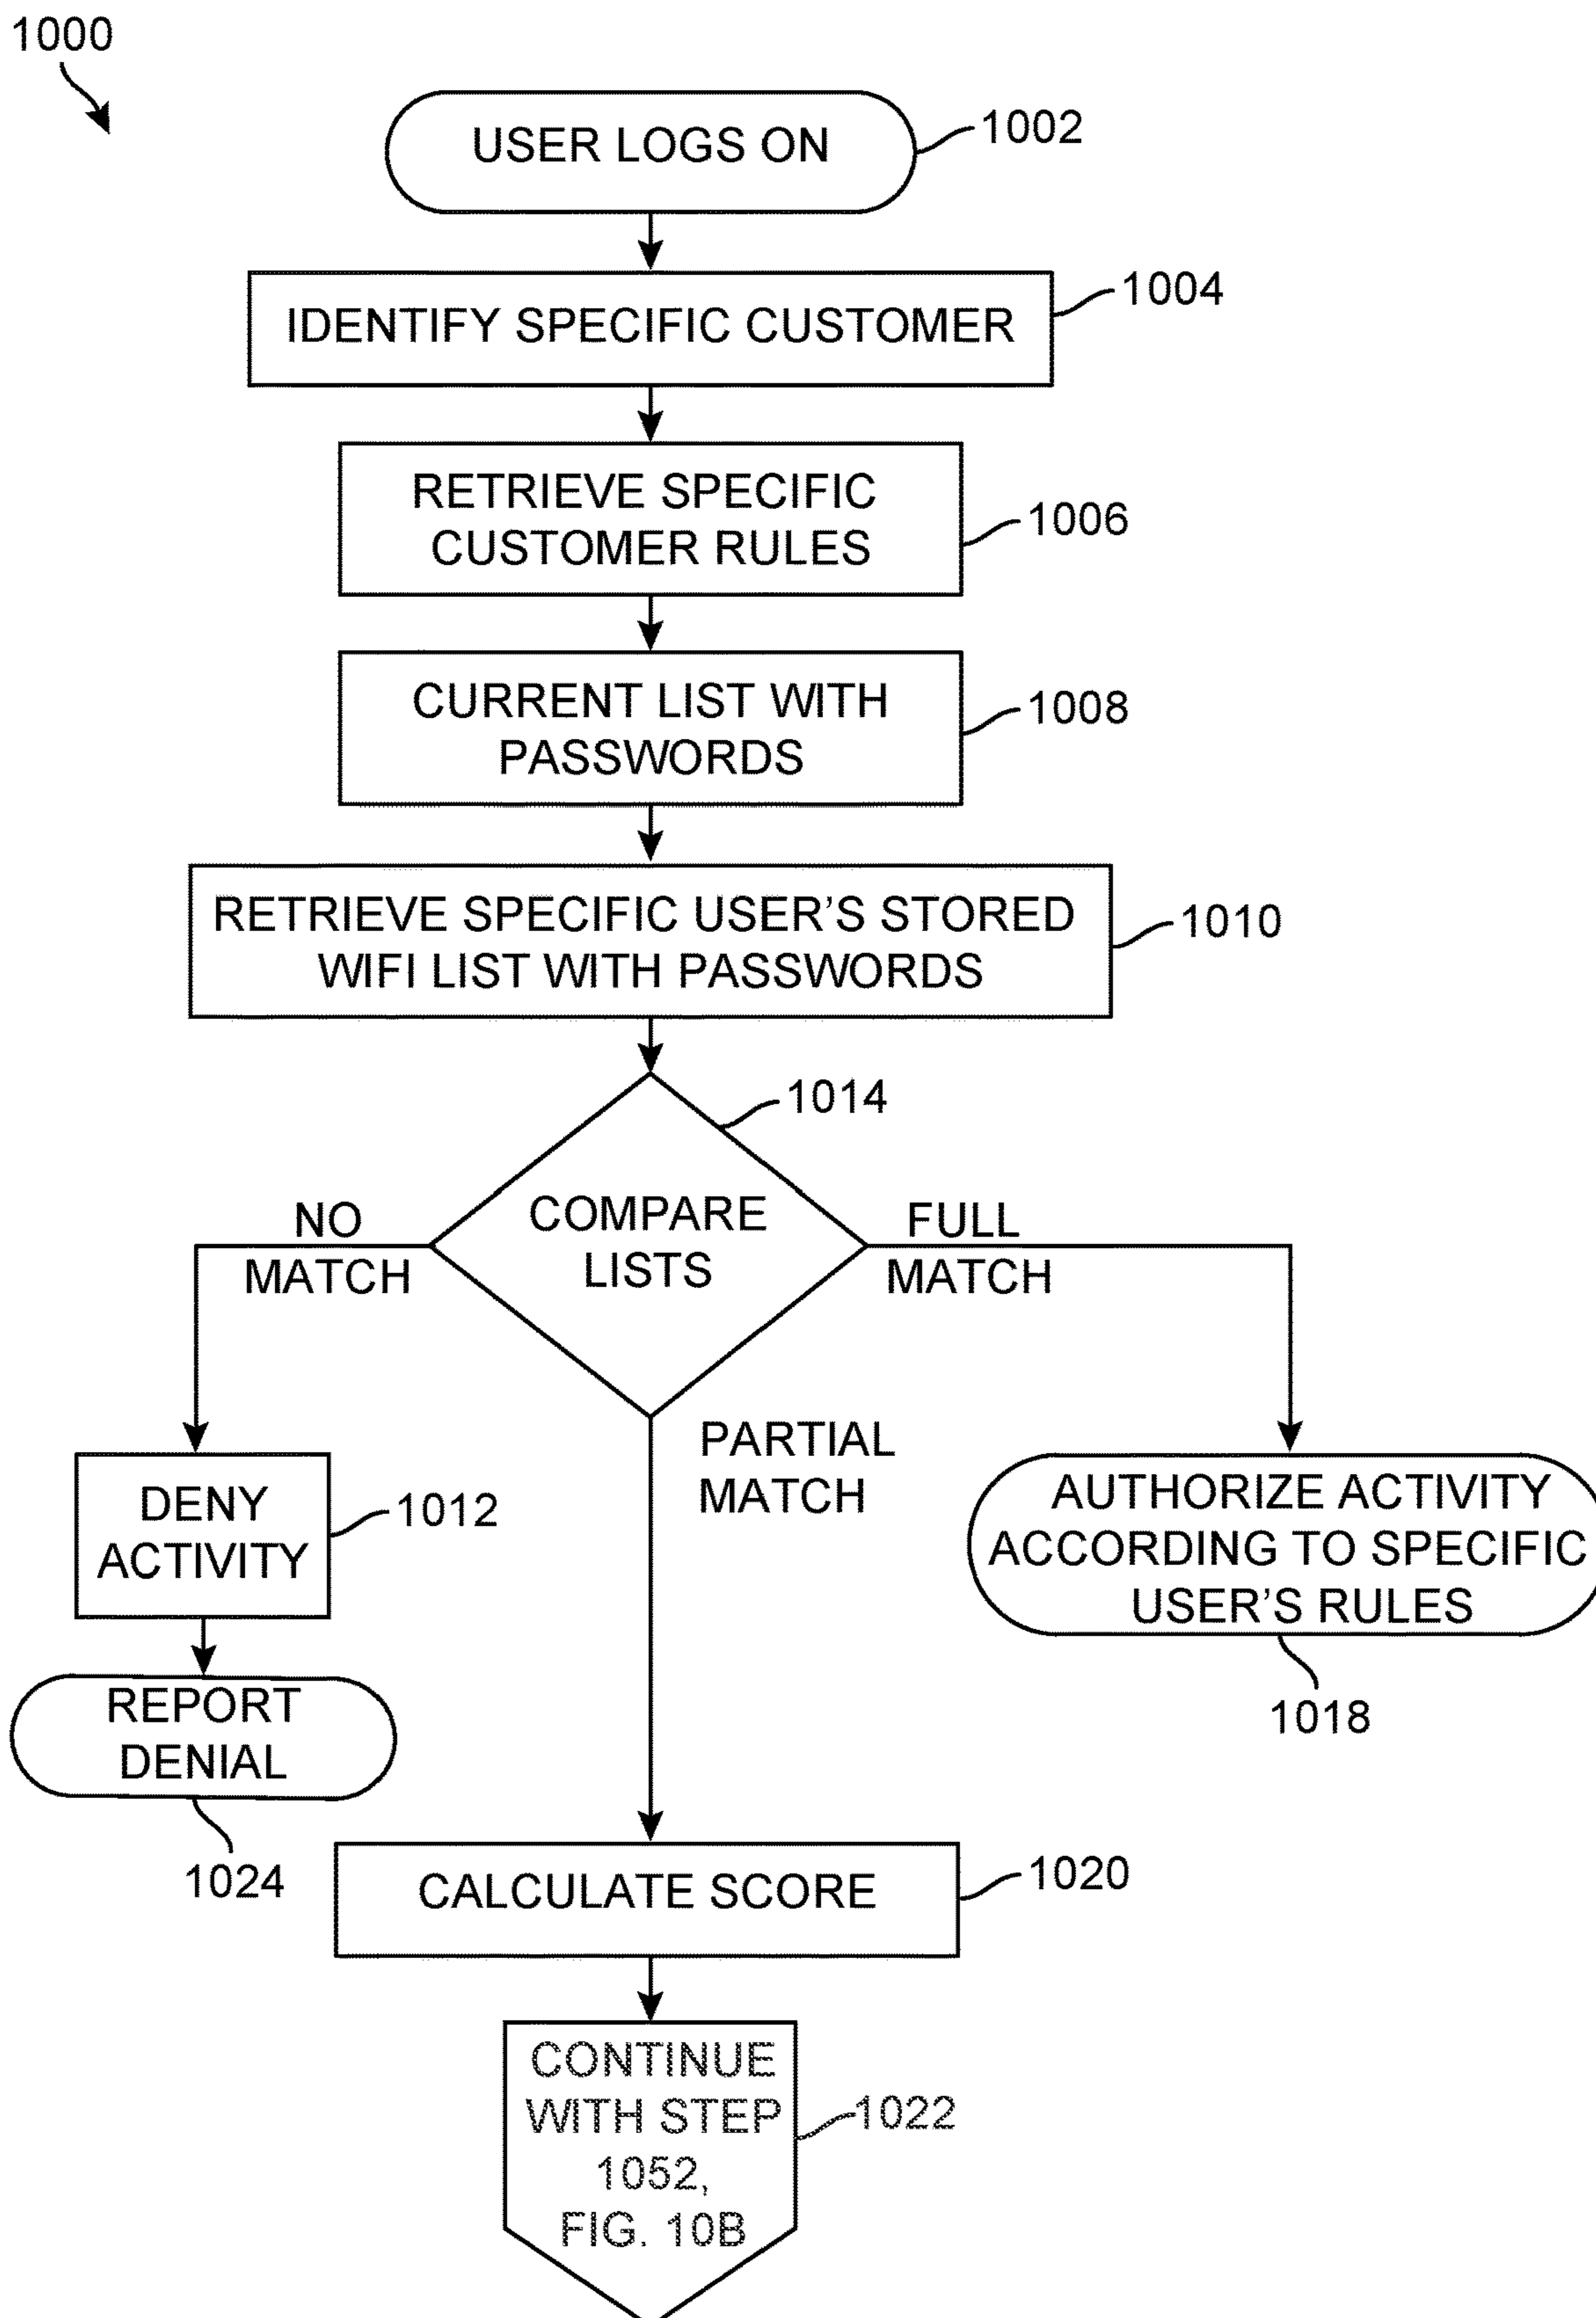 1000
USER LOGS ON
1002
IDENTIFY SPECIFIC CUSTOMER
1004
RETRIEVE SPECIFIC
CUSTOMER RULES
1006
CURRENT LIST WITH
PASSWORDS
1008
RETRIEVE SPECIFIC USER'S STORED
WIFI LIST WITH PASSWORDS
1010
1014
COMPARE
LISTS
NO
MATCH
FULL
MATCH
PARTIAL
MATCH
DENY
ACTIVITY
1012
AUTHORIZE ACTIVITY
ACCORDING TO SPECIFIC
USER'S RULES
1018
REPORT
DENIAL
1024
CALCULATE SCORE
1020
CONTINUE
WITH STEP
1052,
FIG. 10B
1022